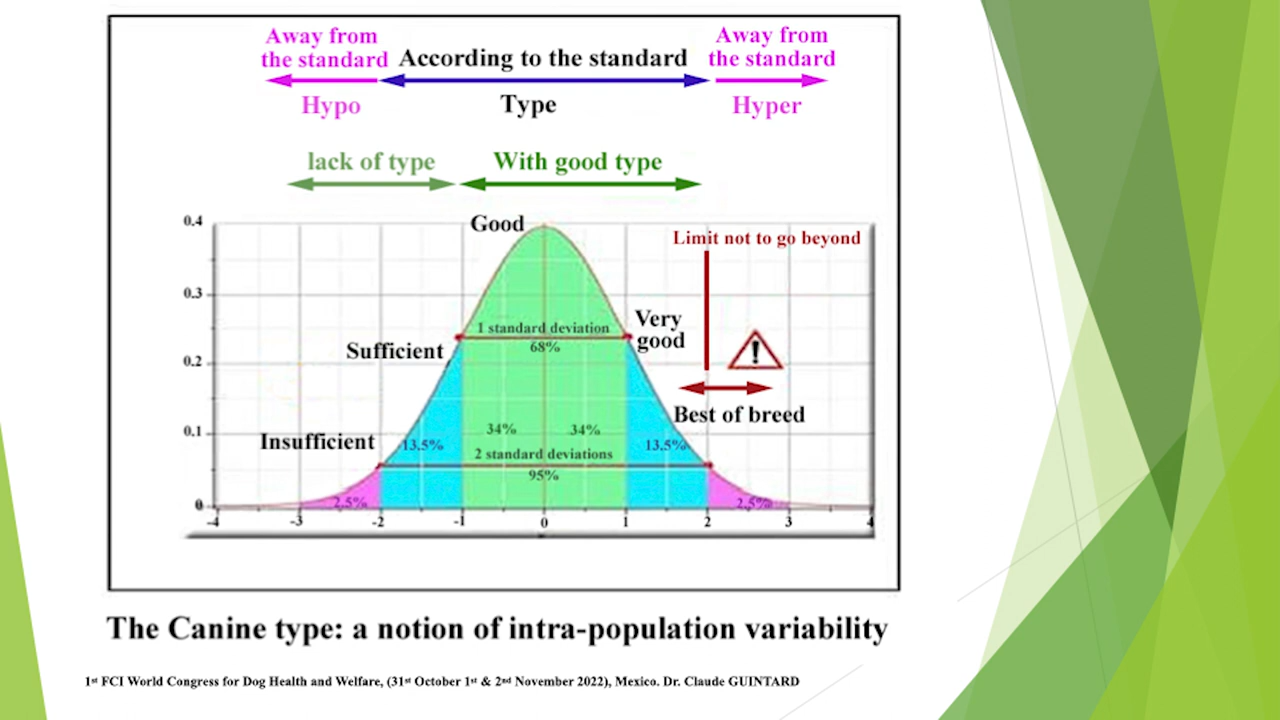 Away from
the standard
According to the standard
Away from
the standard
Hypo
Type
Hyper
lack of type
With good type
0.4
Good
Limit not to go beyond
0.3
1 standard deviation
68%
Very
good
!
Sufficient
0.2
Best of breed
0.1
Insufficient
13.5%
34%
34%
13.5%
2 standard deviations
95%
0
2.5%
2.5%
-4
-3
-2
-1
0
1
2
3
4
The Canine type: a notion of intra-population variability
1st FCI World Congress for Dog Health and Welfare, (31st October 1st & 2nd November 2022), Mexico. Dr. Claude GUINTARD